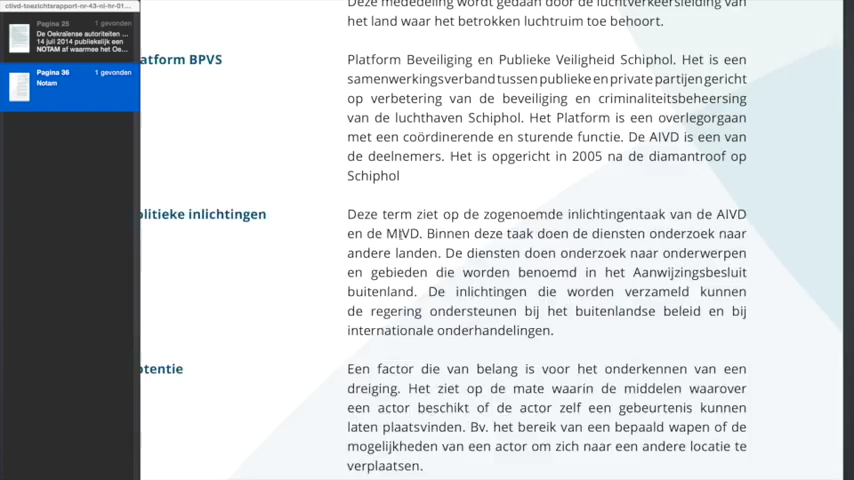 ctivd-toezichtsrapport-nr-43-nl-hr-01...
Pagina 25 1 gevonden
De Oekraïense autoriteiten ...
14 juli 2014 publiekelijk een
NOTAM af waarmee het Oe...
Pagina 36 1 gevonden
Notam
Deze mededeling wordt gedaan door de luchtverkeersleiding van
het land waar het betrokken luchtruim toe behoort.
atform BPVS
Platform Beveiliging en Publieke Veiligheid Schiphol. Het is een
samenwerkingsverband tussen publieke en private partijen gericht
op verbetering van de beveiliging en criminaliteitsbeheersing
van de luchthaven Schiphol. Het Platform is een overlegorgaan
met een coördinerende en sturende functie. De AIVD is een van
de deelnemers. Het is opgericht in 2005 na de diamantroof op
Schiphol
olitieke inlichtingen
Deze term ziet op de zogenoemde inlichtingentaak van de AIVD
en de MIVD. Binnen deze taak doen de diensten onderzoek naar
andere landen. De diensten doen onderzoek naar onderwerpen
en gebieden die worden benoemd in het Aanwijzingsbesluit
buitenland. De inlichtingen die worden verzameld kunnen
de regering ondersteunen bij het buitenlandse beleid en bij
internationale onderhandelingen.
otentie
Een factor die van belang is voor het onderkennen van een
dreiging. Het ziet op de mate waarin de middelen waarover
een actor beschikt of de actor zelf een gebeurtenis kunnen
laten plaatsvinden. Bv. het bereik van een bepaald wapen of de
mogelijkheden van een actor om zich naar een andere locatie te
verplaatsen.